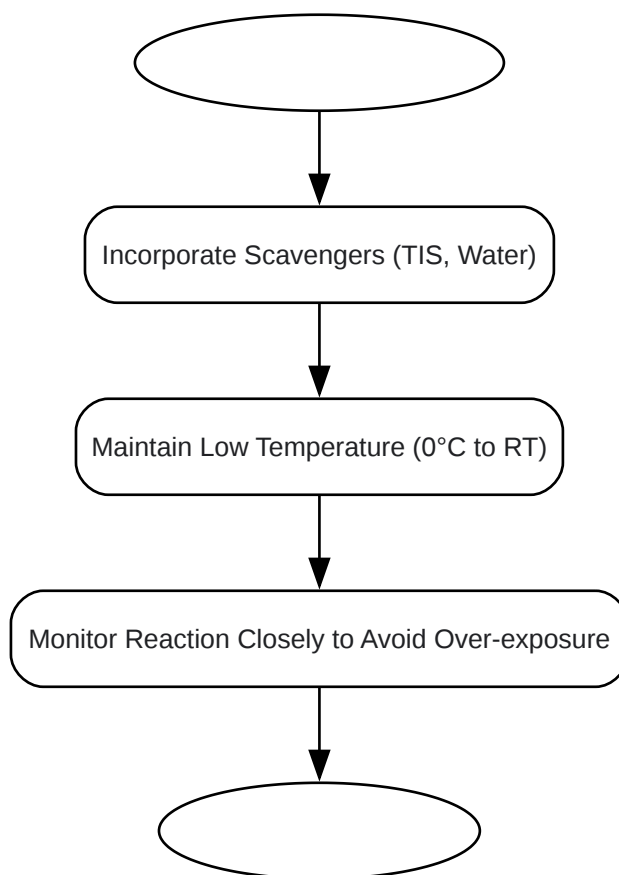 Incorporate Scavengers (TIS, Water)
Maintain Low Temperature (0°C to RT)
Monitor Reaction Closely to Avoid Over-exposure